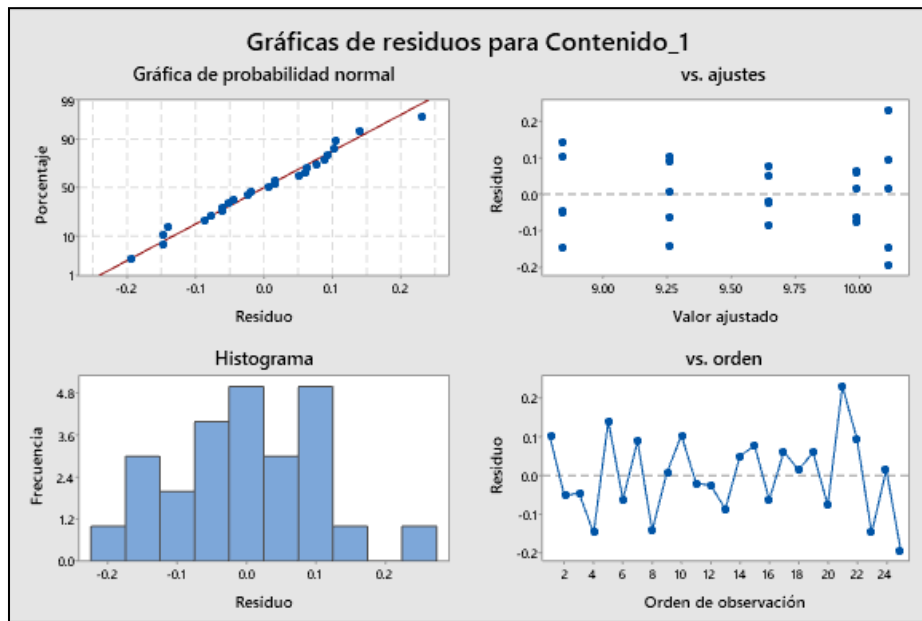 Gráficas de residuos para Contenido_1
Gráfica de probabilidad normal
99
90
50
10
1
Porcentaje
-0.2 -0.1 0.0 0.1 0.2
Residuo
vs. ajustes
0.2
0.1
0.0
-0.1
-0.2
Residuo
9.00 9.25 9.50 9.75 10.00
Valor ajustado
Histograma
4.8
3.6
2.4
1.2
0.0
Frecuencia
-0.2 -0.1 0.0 0.1 0.2
Residuo
vs. orden
0.2
0.1
0.0
-0.1
-0.2
Residuo
2 4 6 8 10 12 14 16 18 20 22 24
Orden de observación